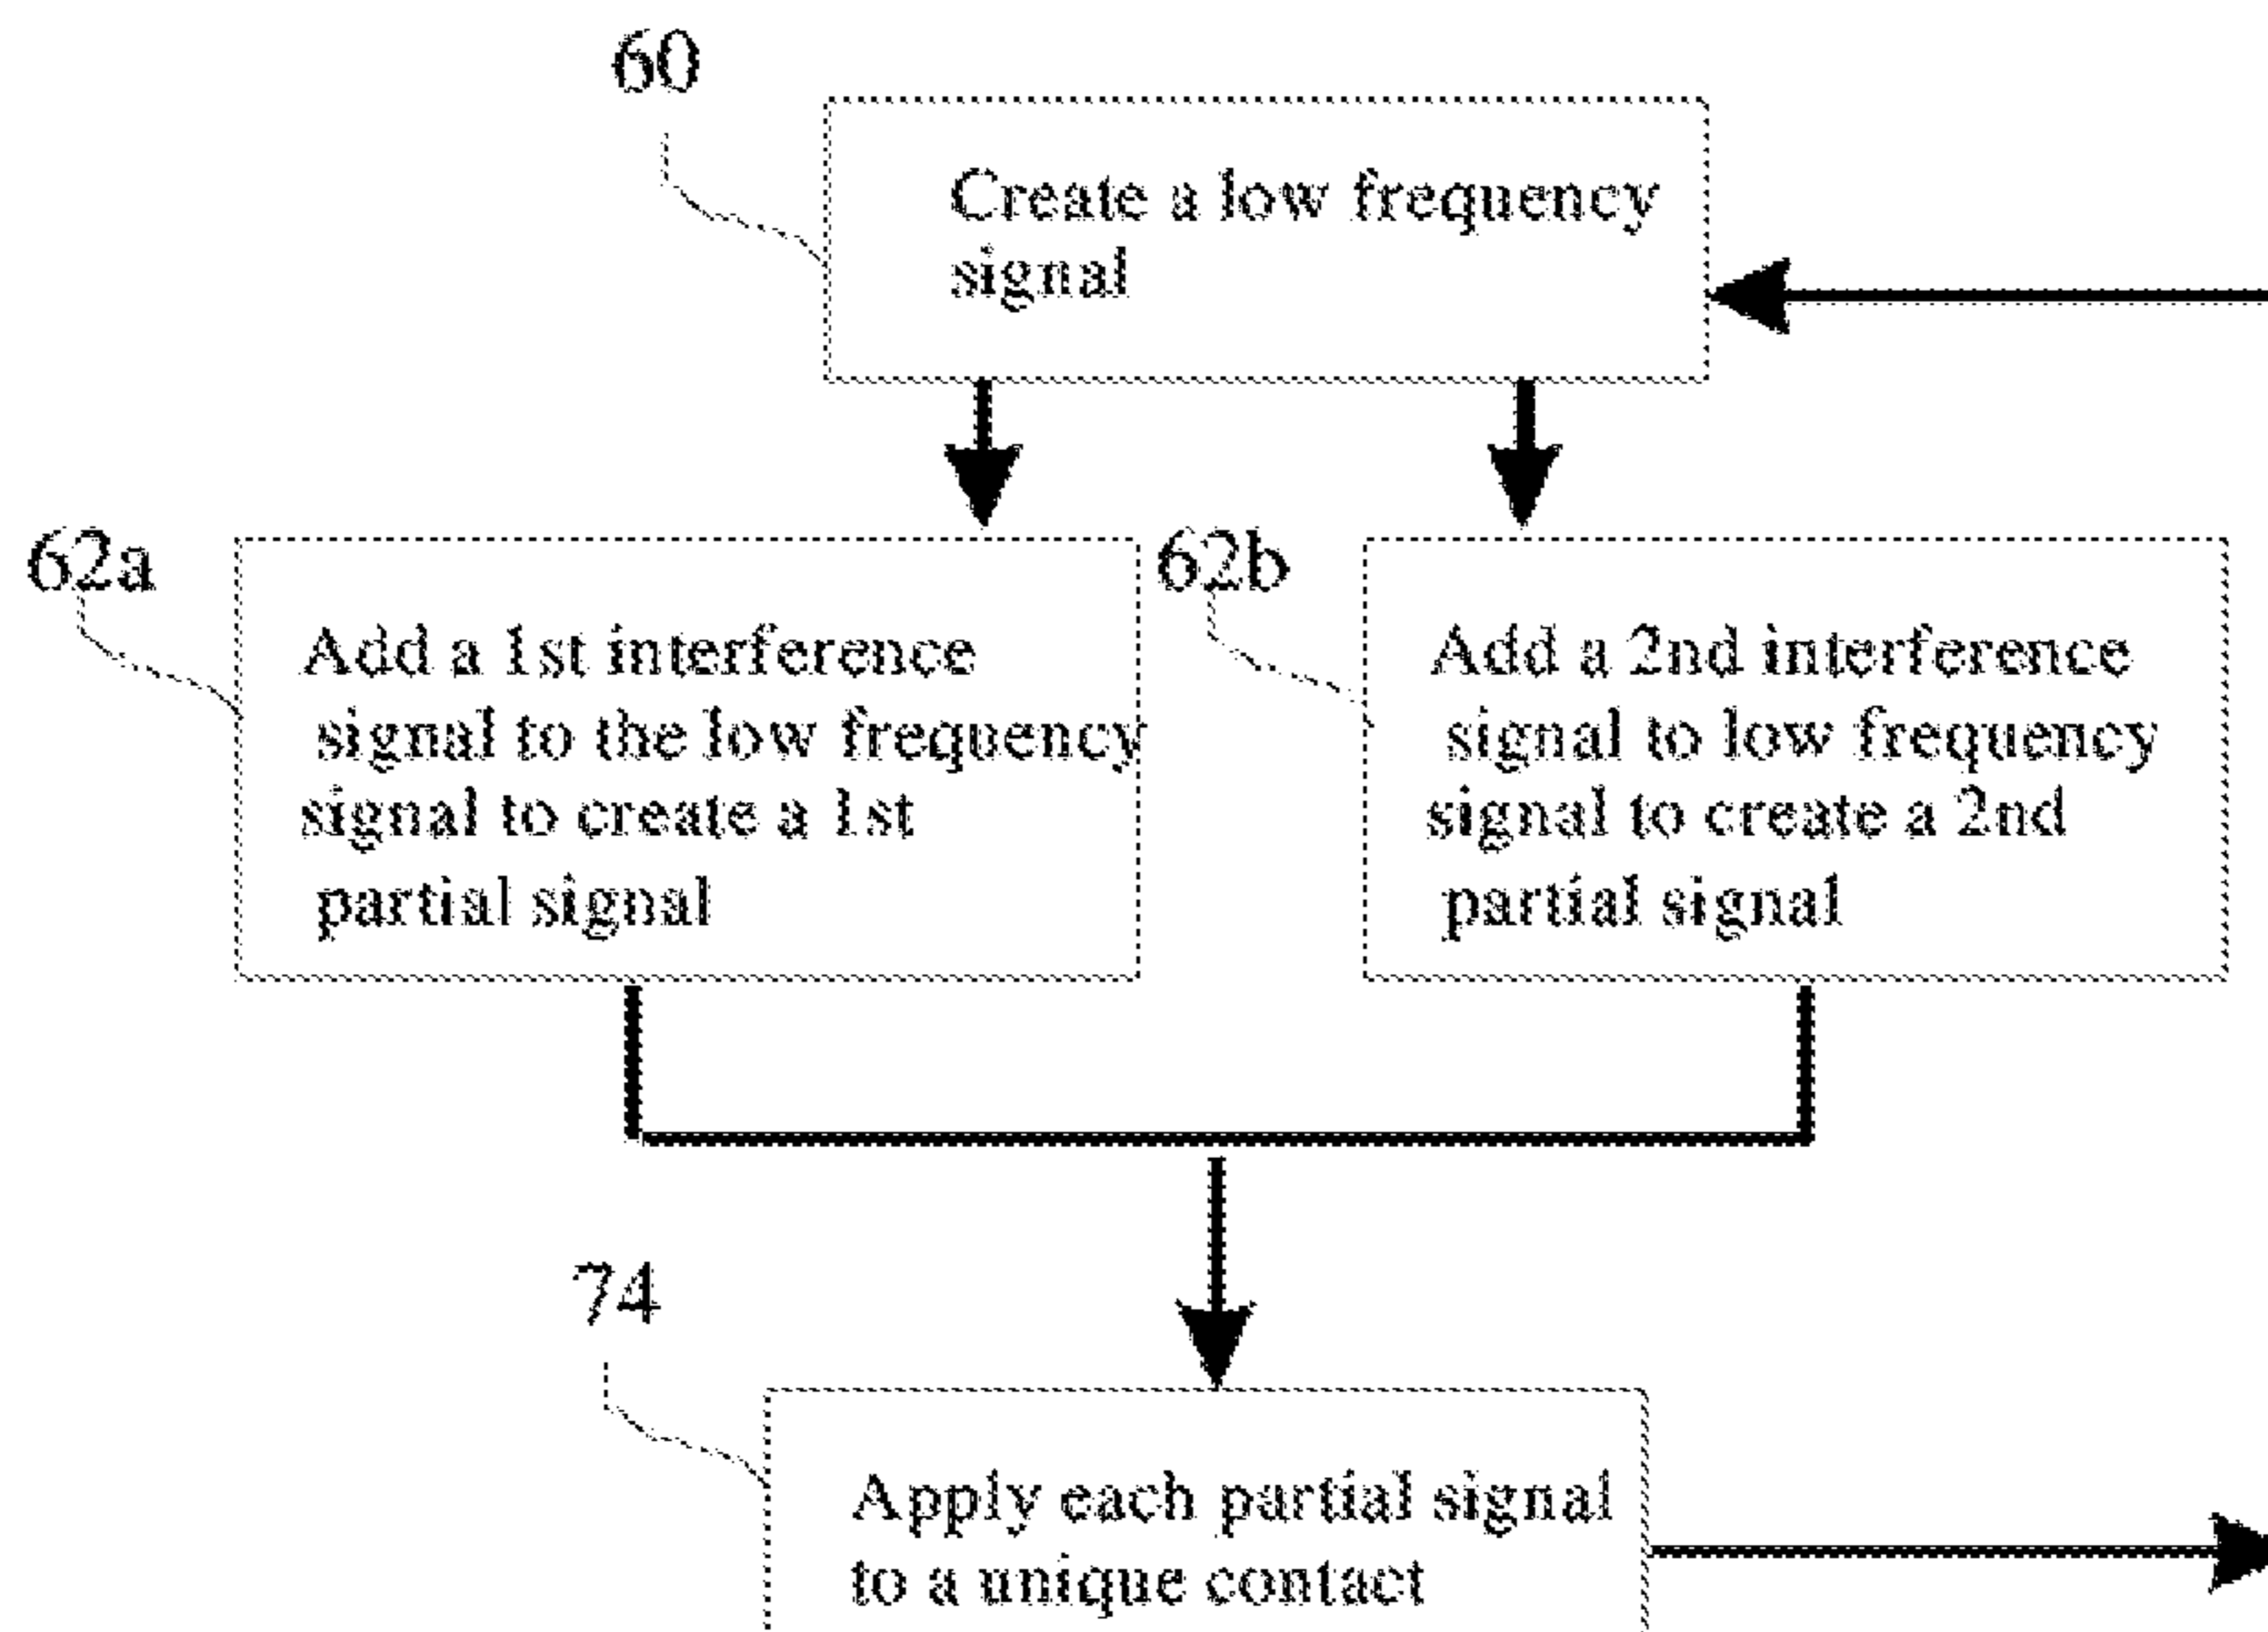 60
Create a low frequency
signal
62a
Add a 1st interference
signal to the low frequency
signal to create a 1st
partial signal
62b
Add a 2nd interference
signal to low frequency
signal to create a 2nd
partial signal
74
Apply each partial signal
to a unique contact